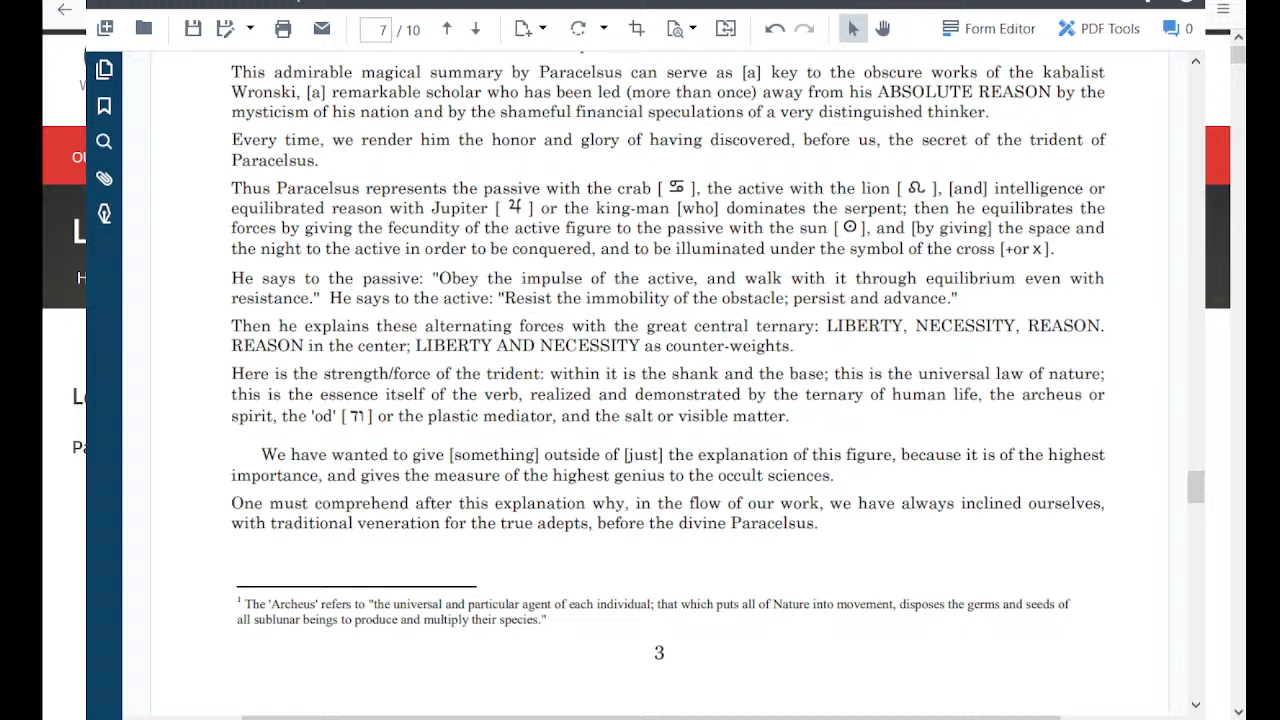 7 / 10
Form Editor
PDF Tools
0
This admirable magical summary by Paracelsus can serve as [a] key to the obscure works of the kabalist
Wronski, [a] remarkable scholar who has been led (more than once) away from his ABSOLUTE REASON by the
mysticism of his nation and by the shameful financial speculations of a very distinguished thinker.
Every time, we render him the honor and glory of having discovered, before us, the secret of the trident of
Paracelsus.
Thus Paracelsus represents the passive with the crab [ ♋ ], the active with the lion [ ♌ ], [and] intelligence or
equilibrated reason with Jupiter [ ♃ ] or the king-man [who] dominates the serpent; then he equilibrates the
forces by giving the fecundity of the active figure to the passive with the sun [ ☉ ], and [by giving] the space and
the night to the active in order to be conquered, and to be illuminated under the symbol of the cross [+or x ].
He says to the passive: "Obey the impulse of the active, and walk with it through equilibrium even with
resistance." He says to the active: "Resist the immobility of the obstacle; persist and advance."
Then he explains these alternating forces with the great central ternary: LIBERTY, NECESSITY, REASON.
REASON in the center; LIBERTY AND NECESSITY as counter-weights.
Here is the strength/force of the trident: within it is the shank and the base; this is the universal law of nature;
this is the essence itself of the verb, realized and demonstrated by the ternary of human life, the archeus or
spirit, the 'od' [ וד ] or the plastic mediator, and the salt or visible matter.
We have wanted to give [something] outside of [just] the explanation of this figure, because it is of the highest
importance, and gives the measure of the highest genius to the occult sciences.
One must comprehend after this explanation why, in the flow of our work, we have always inclined ourselves,
with traditional veneration for the true adepts, before the divine Paracelsus.
1 The 'Archeus' refers to "the universal and particular agent of each individual; that which puts all of Nature into movement, disposes the germs and seeds of
all sublunar beings to produce and multiply their species."
3